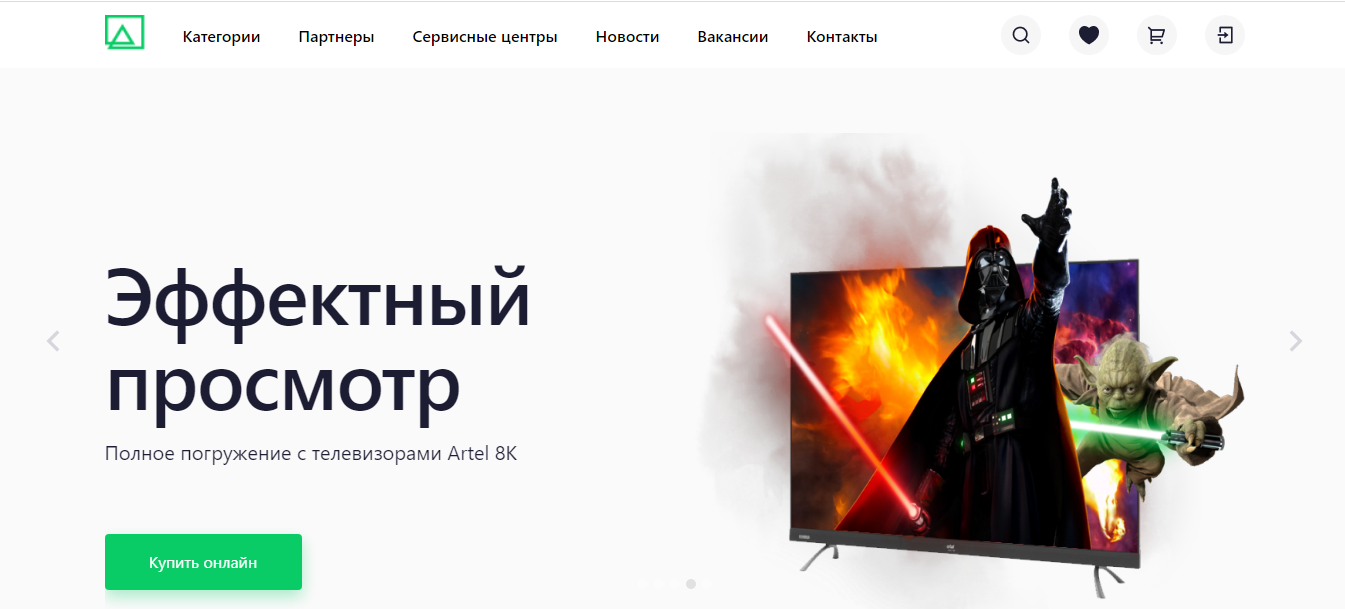 Категории Партнеры Сервисные центры Новости Вакансии Контакты
Эффектный
просмотр
Полное погружение с телевизорами Artel 8K
Купить онлайн